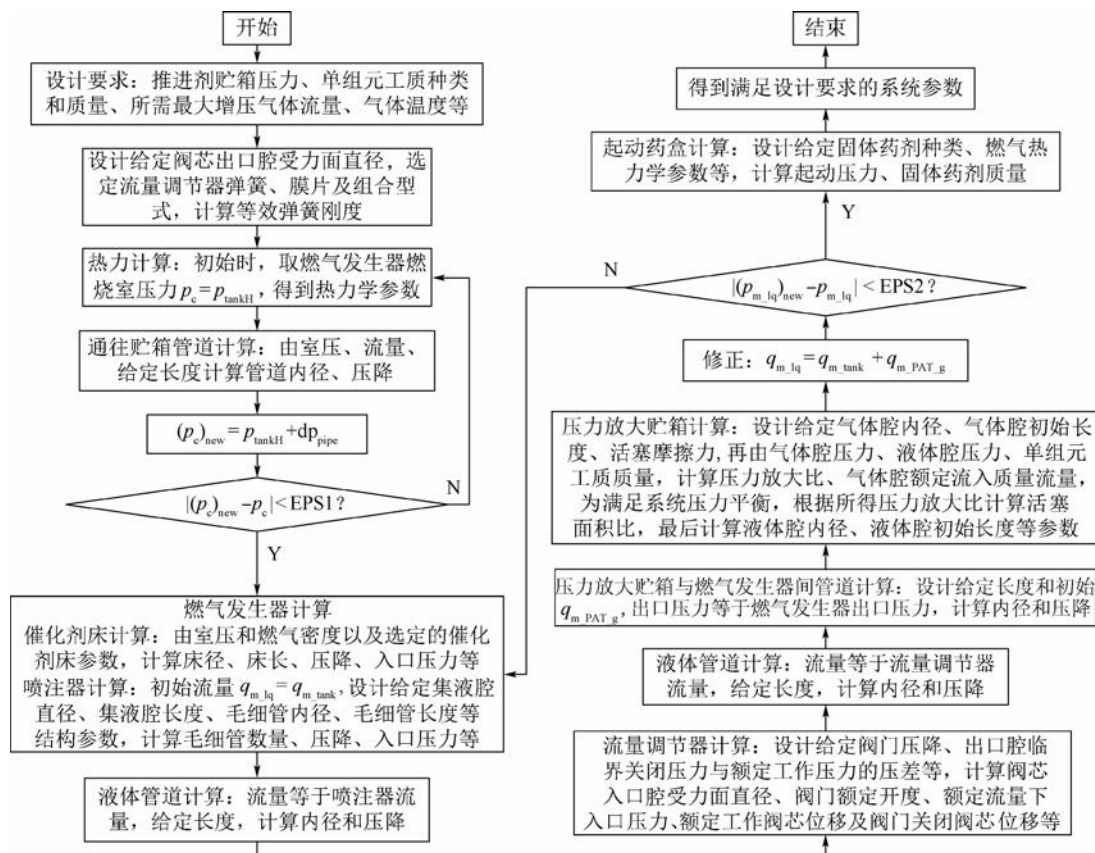 开始
设计要求：推进剂贮箱压力、单组元工质种类
和质量、所需最大增压气体流量、气体温度等
设计给定阀芯出口腔受力面直径，选
定流量调节器弹簧、膜片及组合型
式，计算等效弹簧刚度
热力计算：初始时，取燃气发生器燃
烧室压力 p_c=p_tankH，得到热力学参数
通往贮箱管道计算：由室压、流量、
给定长度计算管道内径、压降
(p_c)_new=p_tankH+dp_pipe
|(p_c)_new-p_c|<EPS1?
N
Y
燃气发生器计算
催化剂床计算：由室压和燃气密度以及选定的催化
剂床参数，计算床径、床长、压降、入口压力等
喷注器计算：初始流量 q_m_lq=q_m_tank,设计给定集液腔
直径、集液腔长度、毛细管内径、毛细管长度等
结构参数，计算毛细管数量、压降、入口压力等
液体管道计算：流量等于喷注器流
量，给定长度，计算内径和压降
流量调节器计算：设计给定阀门压降、出口腔临
界关闭压力与额定工作压力的压差等，计算阀芯
入口腔受力面直径、阀门额定开度、额定流量下
入口压力、额定工作阀芯位移及阀门关闭阀芯位移等
液体管道计算：流量等于流量调节器
流量，给定长度，计算内径和压降
压力放大贮箱与燃气发生器间管道计算：设计给定长度和初始
q_m_PAT_g,出口压力等于燃气发生器出口压力，计算内径和压降
压力放大贮箱计算：设计给定气体腔内径、气体腔初始长
度、活塞摩擦力,再由气体腔压力、液体腔压力、单组元
工质质量，计算压力放大比、气体腔额定流入质量流量，
为满足系统压力平衡，根据所得压力放大比计算活塞
面积比，最后计算液体腔内径、液体腔初始长度等参数
修正：q_m_lq=q_m_tank+q_m_PAT_g
|(p_m_lq)_new-p_m_lq|<EPS2?
N
Y
起动药盒计算：设计给定固体药剂种类、燃气热
力学参数等，计算起动压力、固体药剂质量
得到满足设计要求的系统参数
结束